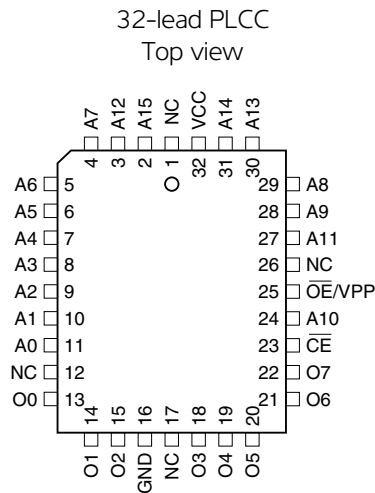 32-lead PLCC
Top view
A7 A12 A15 NC VCC A14 A13
4 3 2 1 32 31 30
A6 5 29 A8
A5 6 28 A9
A4 7 27 A11
A3 8 26 NC
A2 9 25 O̅E̅/VPP
A1 10 24 A10
A0 11 23 C̅E̅
NC 12 22 O7
O0 13 21 O6
14 15 16 17 18 19 20
O1 O2 GND NC O3 O4 O5